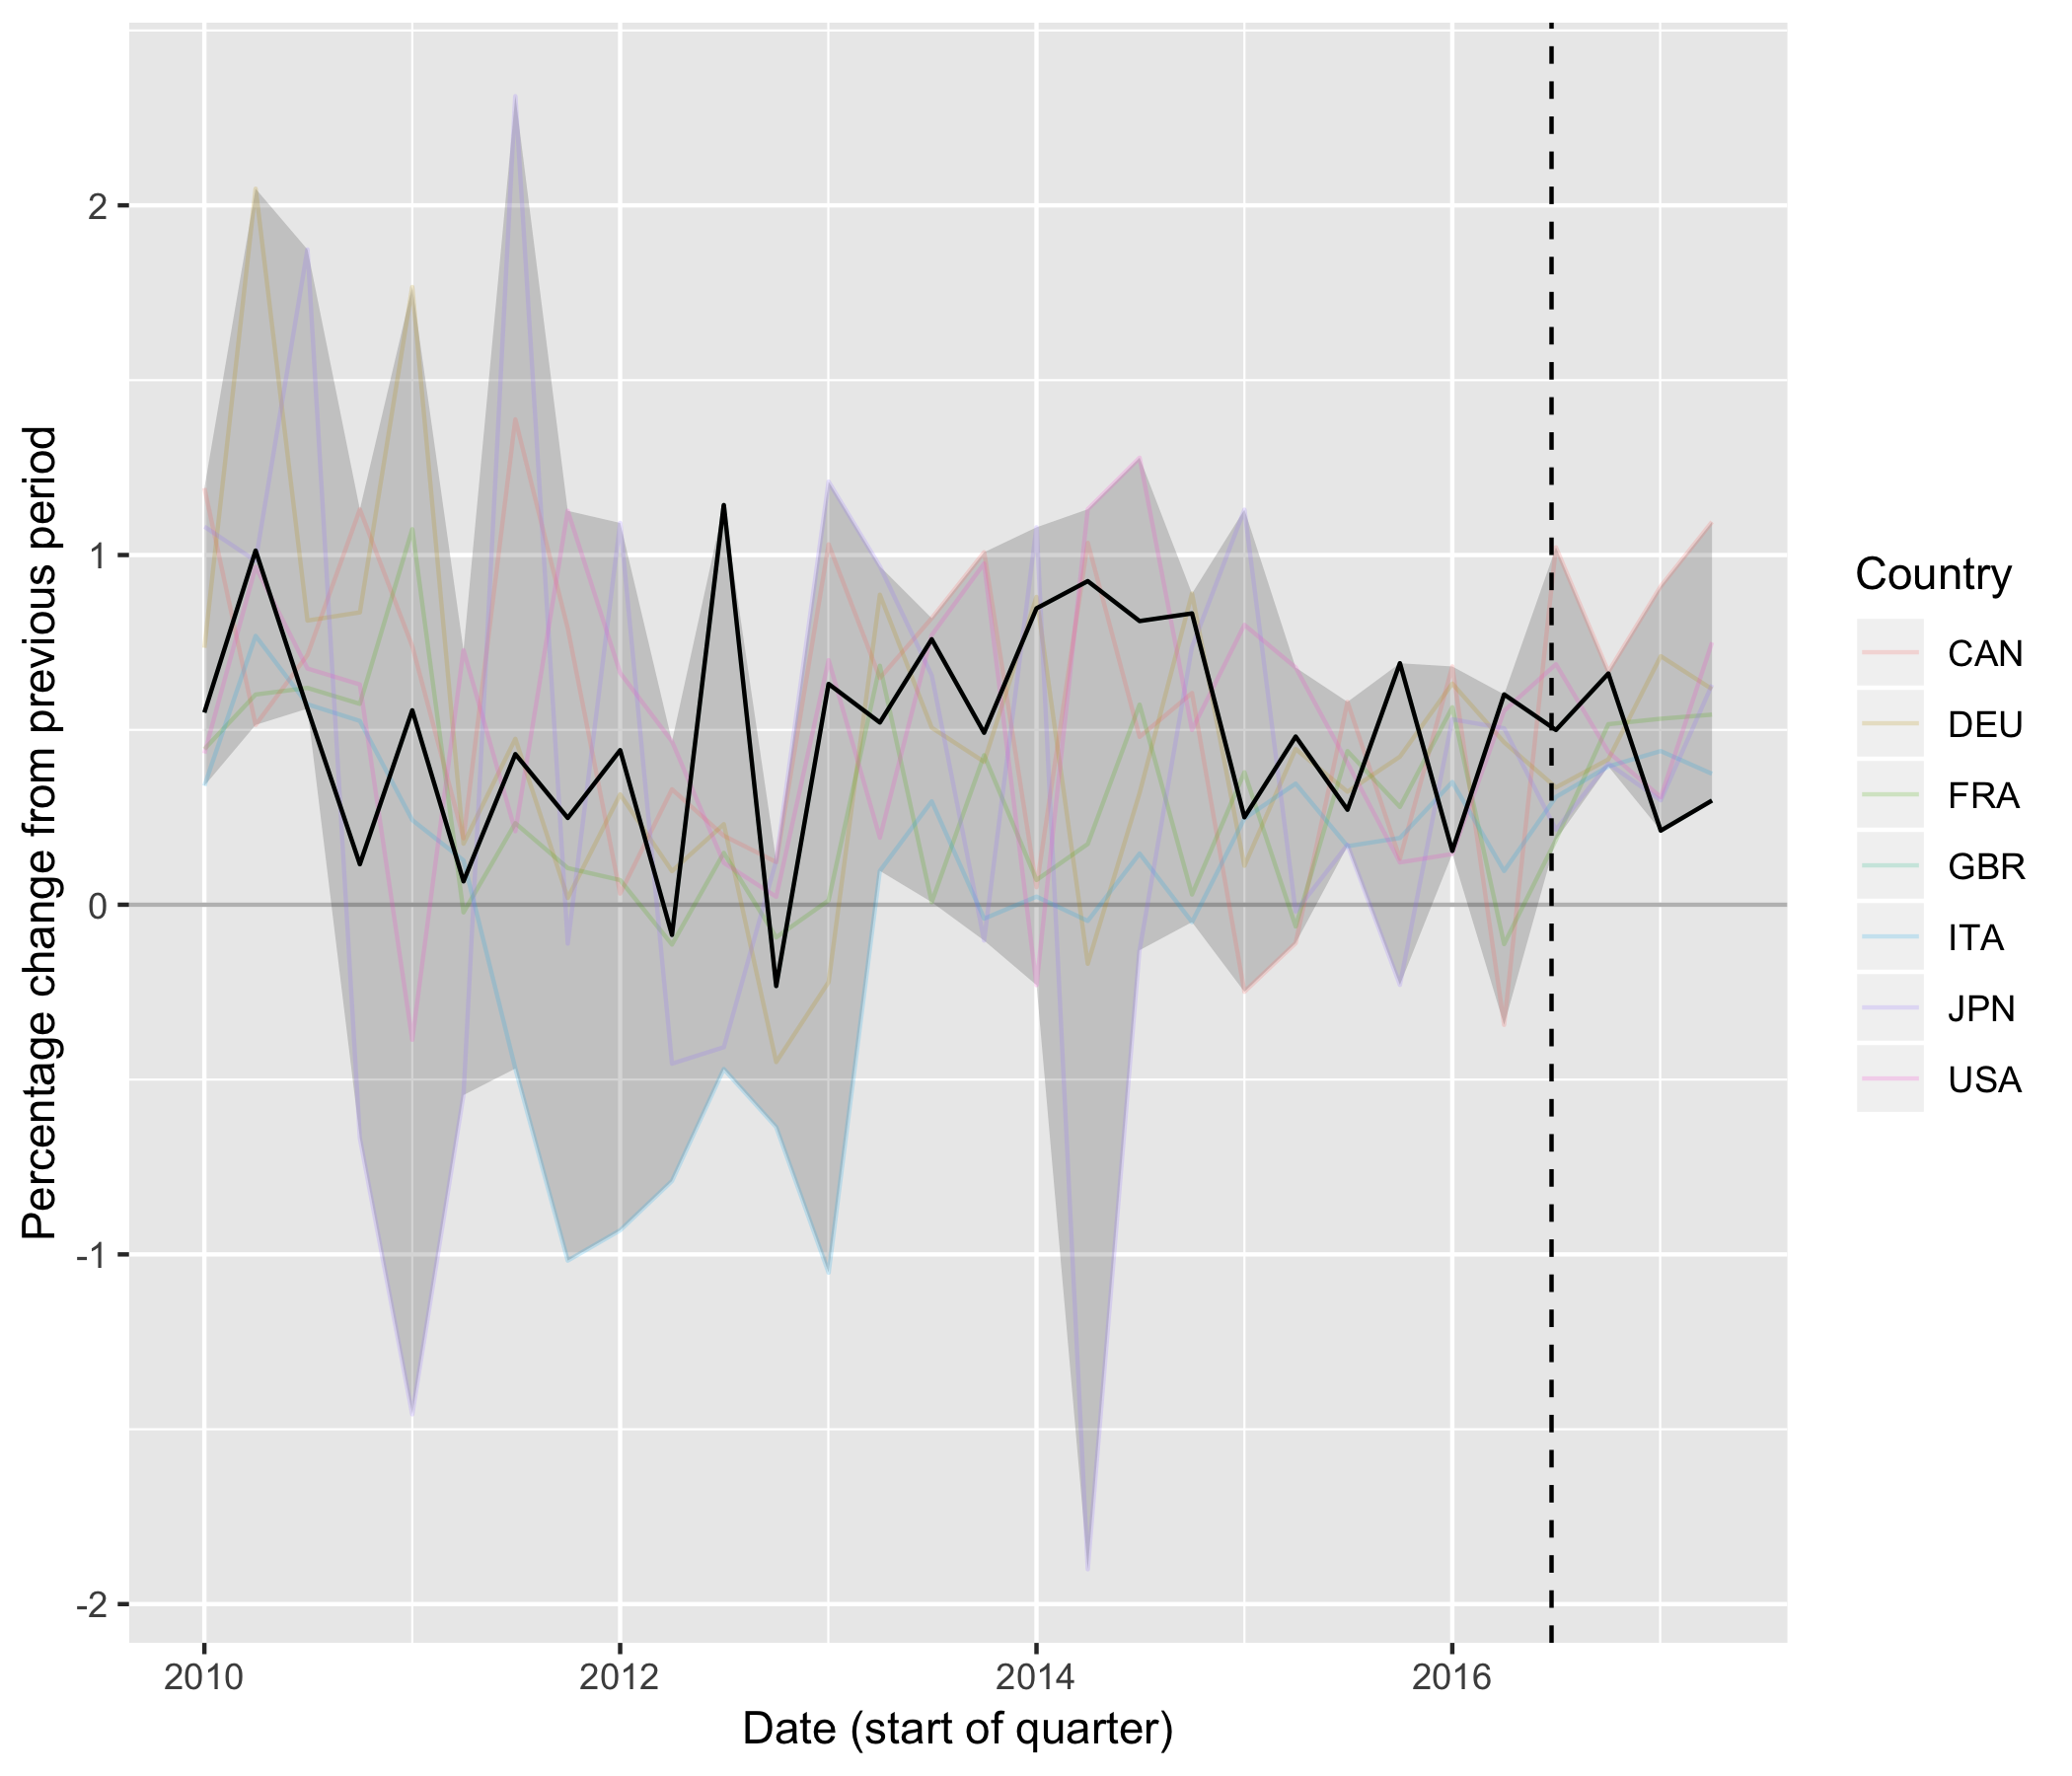 Percentage change from previous period
2
1
0
-1
-2
2010
2012
2014
2016
Date (start of quarter)
Country
CAN
DEU
FRA
GBR
ITA
JPN
USA